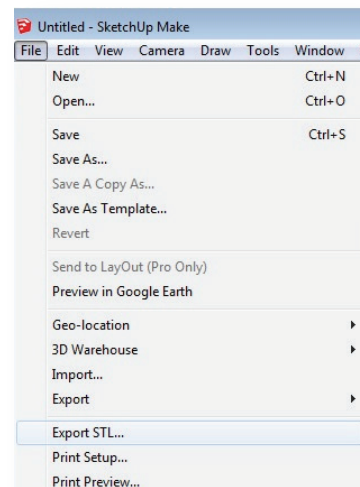 Untitled - SketchUp Make
File Edit View Camera Draw Tools Window
New Ctrl+N
Open... Ctrl+O
Save Ctrl+S
Save As...
Save A Copy As...
Save As Template...
Revert
Send to LayOut (Pro Only)
Preview in Google Earth
Geo-location
3D Warehouse
Import...
Export
Export STL...
Print Setup...
Print Preview...